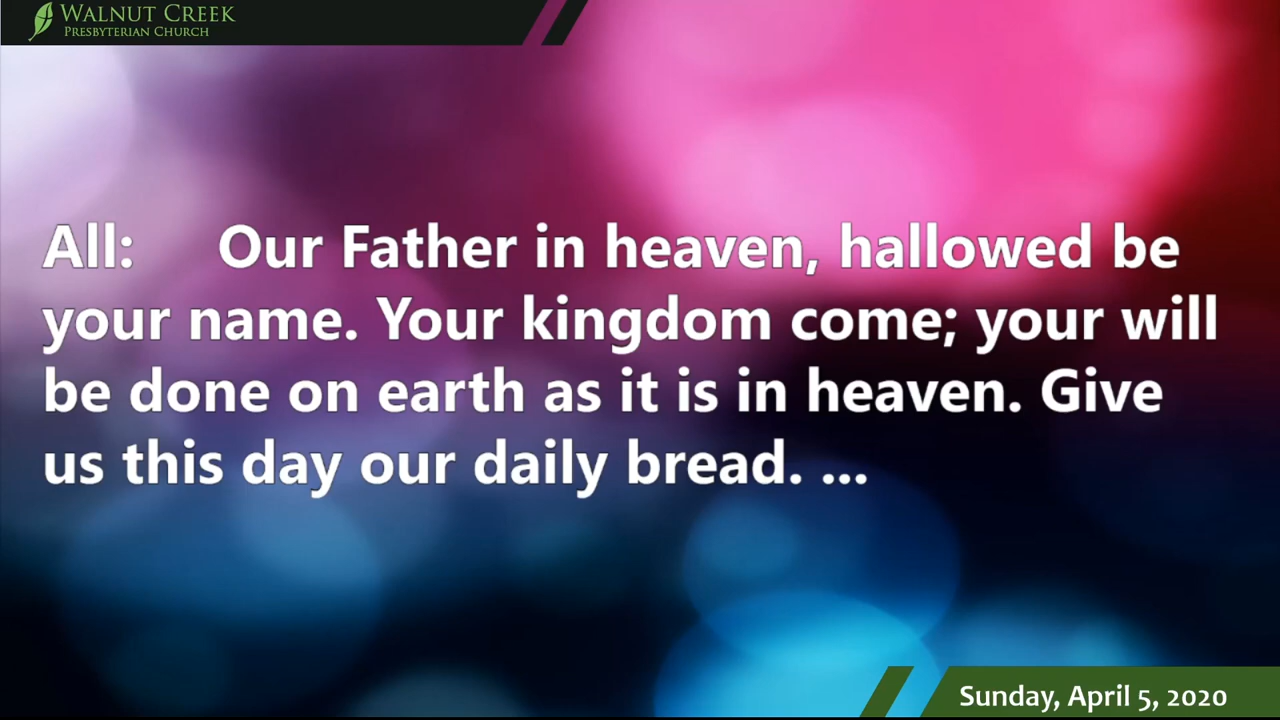 WALNUT CREEK
PRESBYTERIAN CHURCH
All: Our Father in heaven, hallowed be
your name. Your kingdom come; your will
be done on earth as it is in heaven. Give
us this day our daily bread. ...
Sunday, April 5, 2020